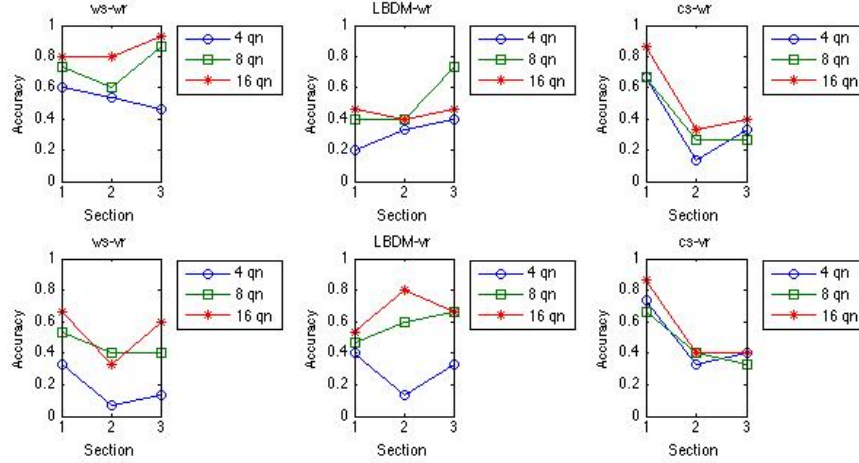 ws-wr
Accuracy
1
0.8
0.6
0.4
0.2
0
1 2 3
Section
4 qn
8 qn
16 qn
LBDM-wr
Accuracy
1
0.8
0.6
0.4
0.2
0
1 2 3
Section
4 qn
8 qn
16 qn
cs-wr
Accuracy
1
0.8
0.6
0.4
0.2
0
1 2 3
Section
4 qn
8 qn
16 qn
ws-vr
Accuracy
1
0.8
0.6
0.4
0.2
0
1 2 3
Section
4 qn
8 qn
16 qn
LBDM-vr
Accuracy
1
0.8
0.6
0.4
0.2
0
1 2 3
Section
4 qn
8 qn
16 qn
cs-vr
Accuracy
1
0.8
0.6
0.4
0.2
0
1 2 3
Section
4 qn
8 qn
16 qn